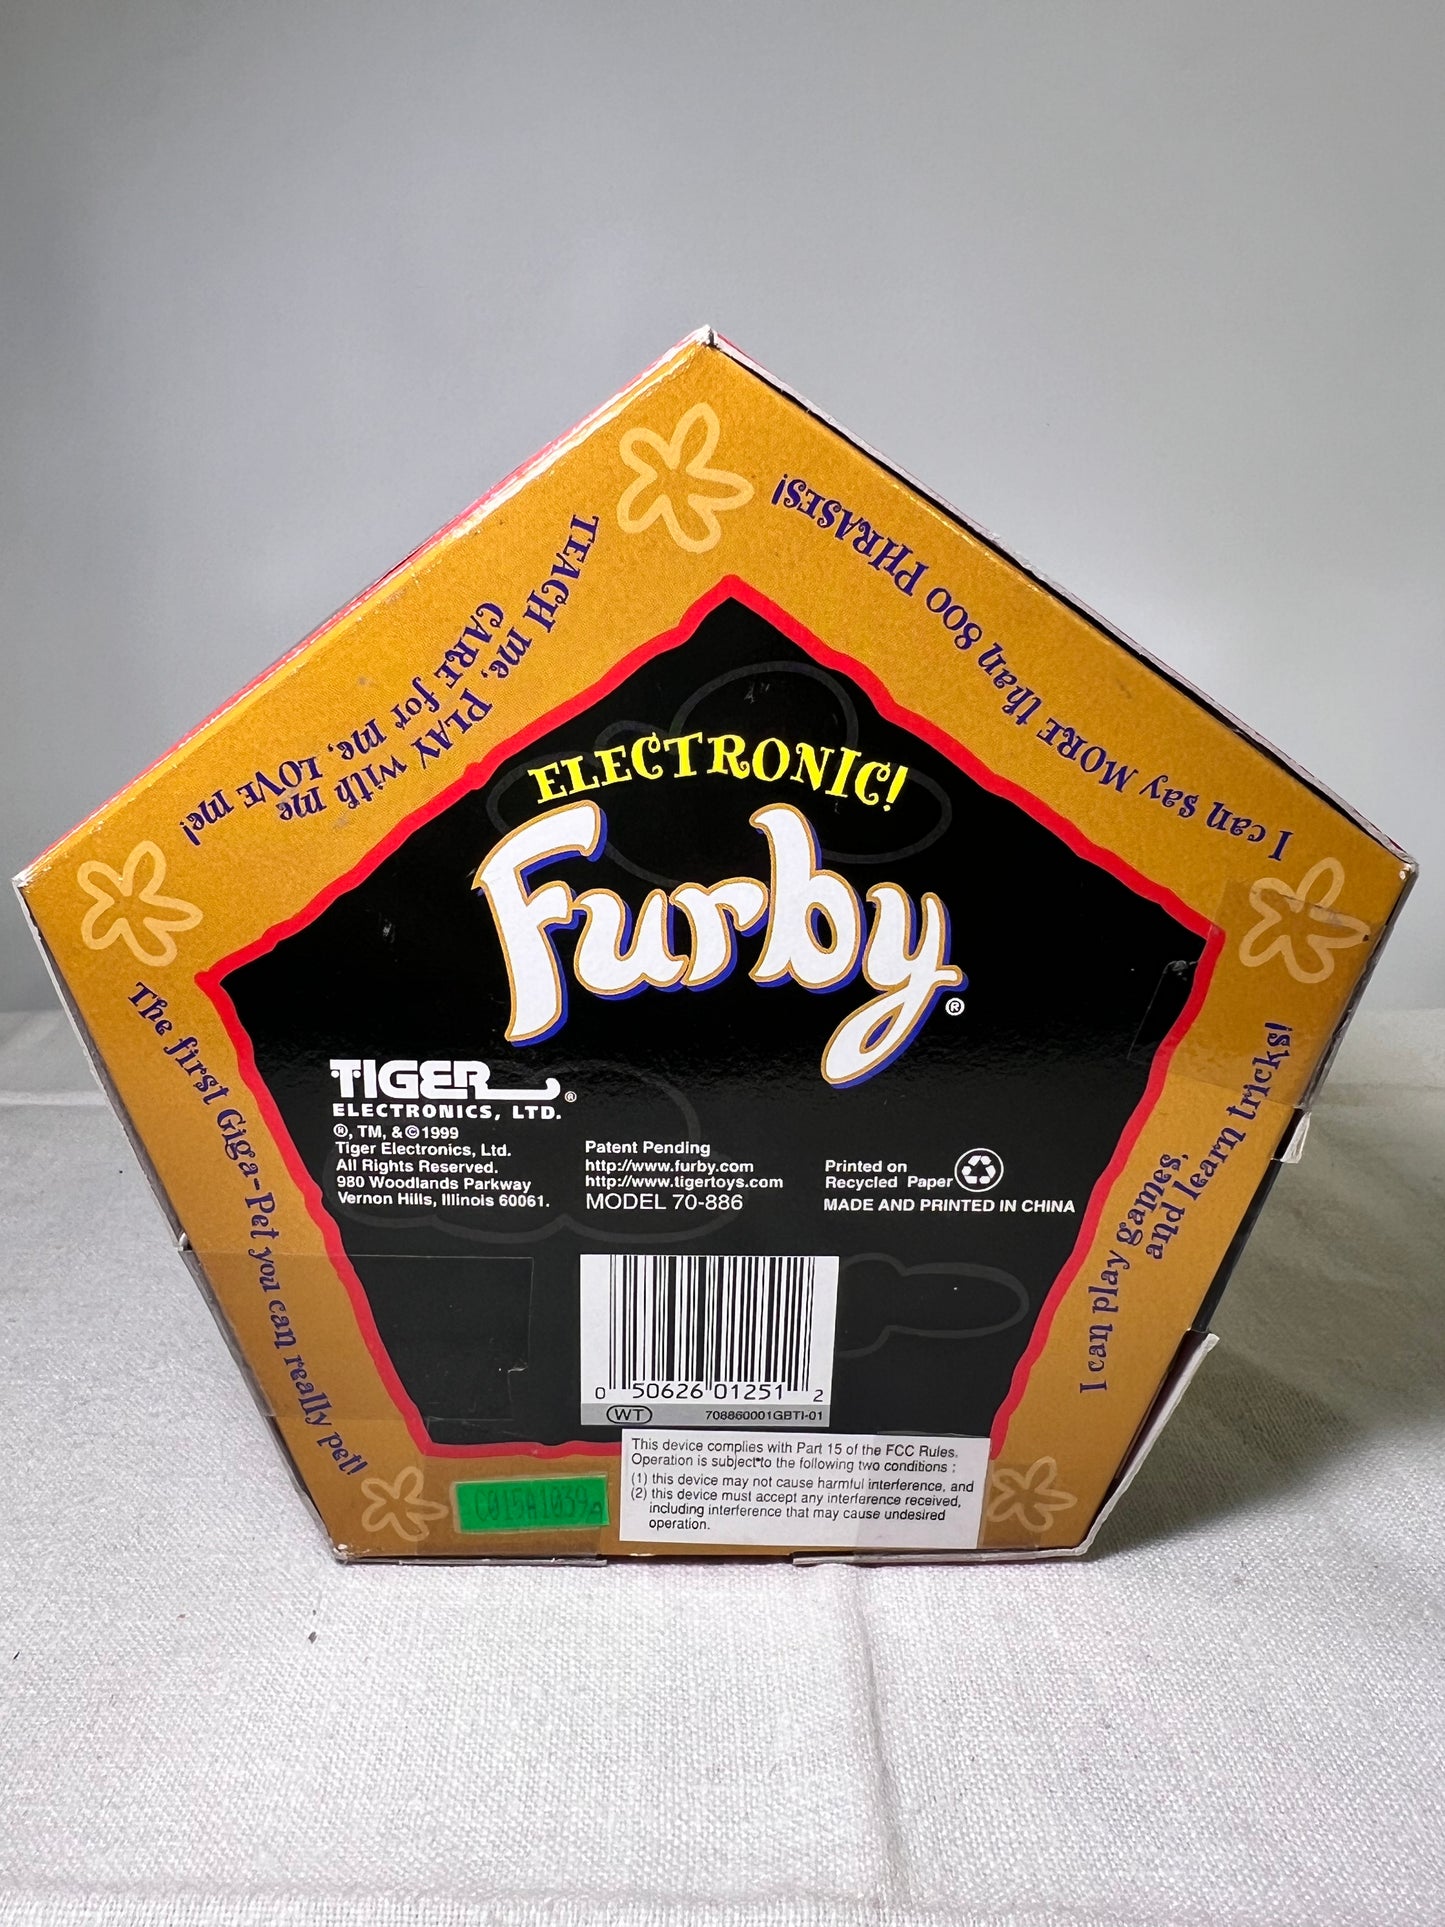 TEACH me, PLAY with me
CARE for me, LOVE me!
I can say MORE than 800 PHRASES!
ELECTRONIC!
Furby®
The first Giga-Pet you can really pet!
I can play games,
and learn tricks!
TIGER®
ELECTRONICS, LTD.
®, TM, & © 1999
Tiger Electronics, Ltd.
All Rights Reserved.
980 Woodlands Parkway
Vernon Hills, Illinois 60061.
Patent Pending
http://www.furby.com
http://www.tigertoys.com
MODEL 70-886
Printed on
Recycled Paper
MADE AND PRINTED IN CHINA
0 50626 01251 2
WT 708860001GBTI-01
This device complies with Part 15 of the FCC Rules.
Operation is subject to the following two conditions :
(1) this device may not cause harmful interference, and
(2) this device must accept any interference received,
including interference that may cause undesired
operation.
C015A1039